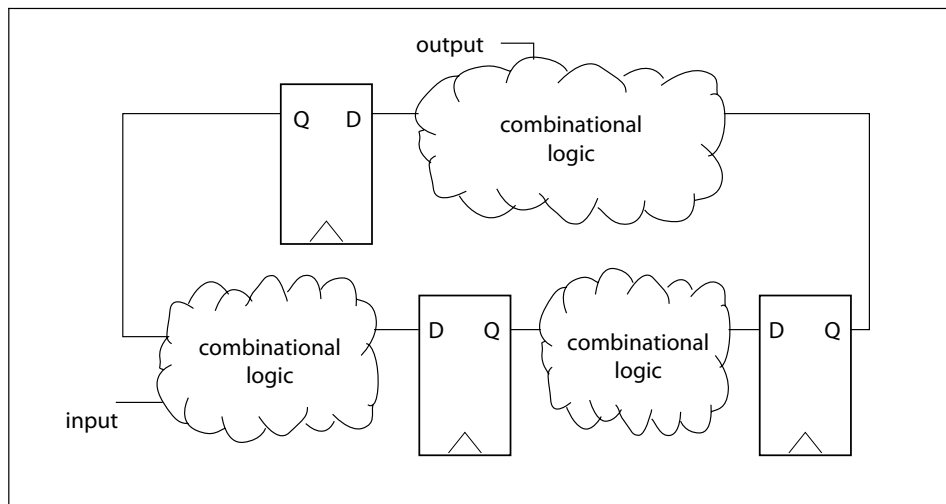 output
Q D
combinational
logic
combinational
logic
D Q
combinational
logic
D Q
input